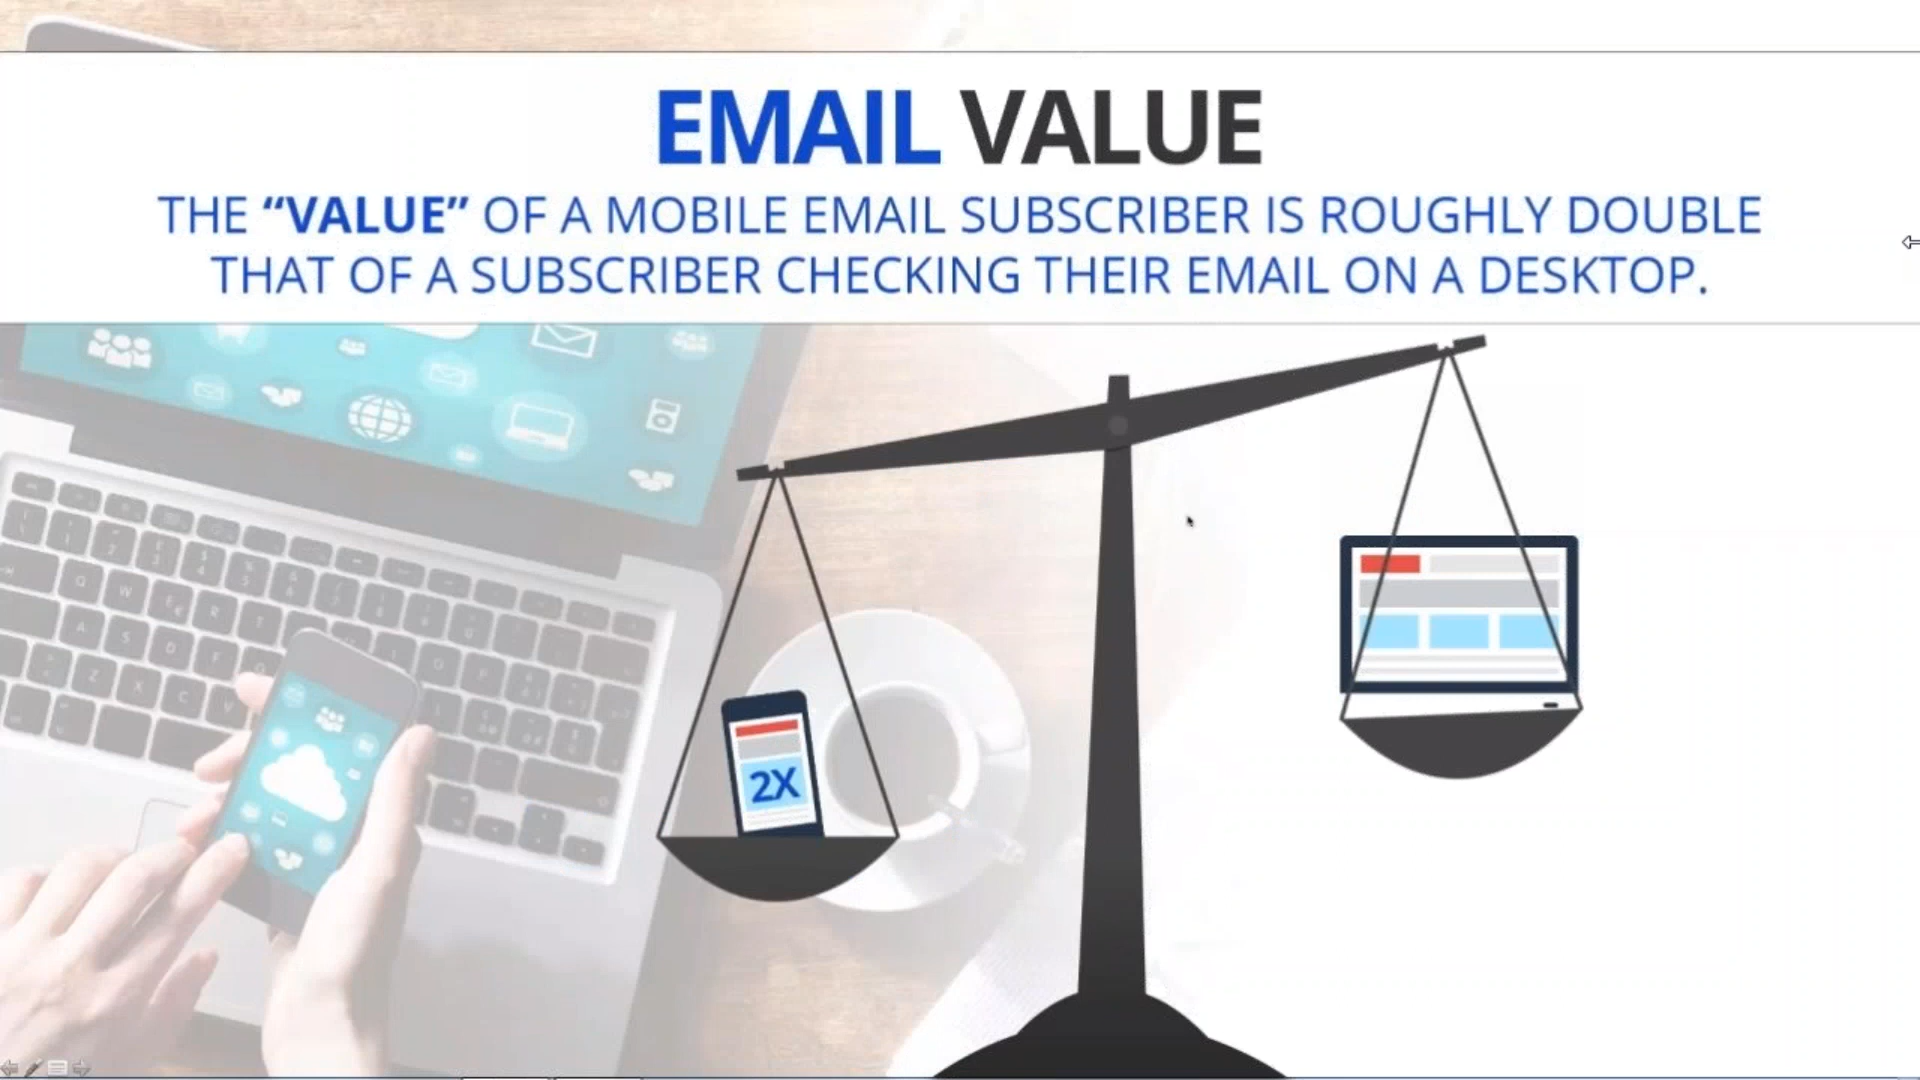 EMAIL VALUE
THE “VALUE” OF A MOBILE EMAIL SUBSCRIBER IS ROUGHLY DOUBLE
THAT OF A SUBSCRIBER CHECKING THEIR EMAIL ON A DESKTOP.
2X